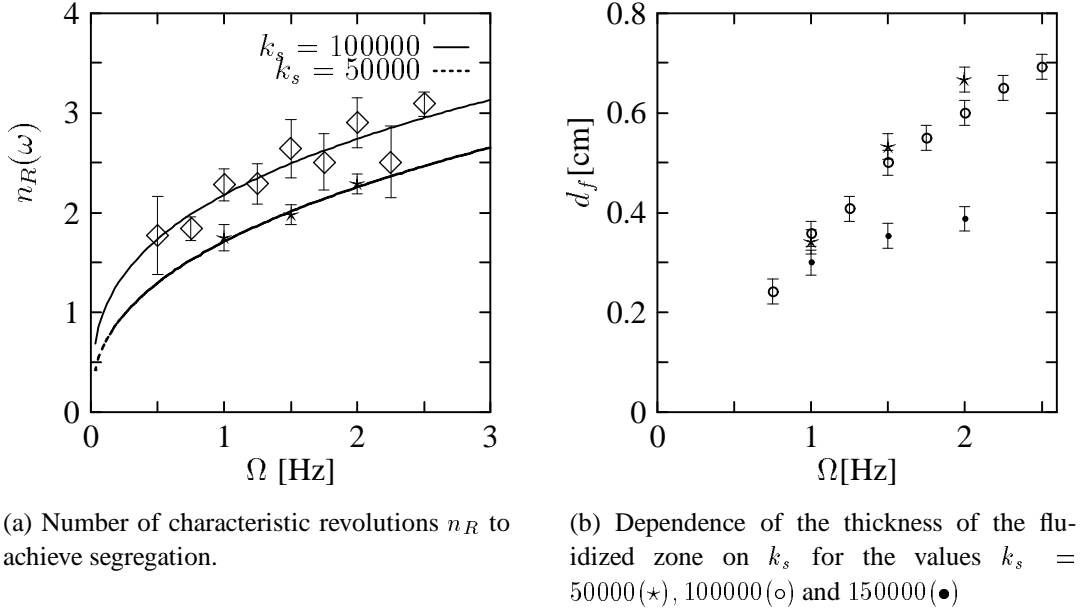 4
3
2
1
0
n_R(ω)
k_s = 100000
k_s = 50000
0 1 2 3
Ω [Hz]
0.8
0.6
0.4
0.2
0
d_f[cm]
0 1 2
Ω[Hz]
(a) Number of characteristic revolutions n_R to
achieve segregation.
(b) Dependence of the thickness of the flu-
idized zone on k_s for the values k_s =
50000(⋆), 100000(○) and 150000(●)